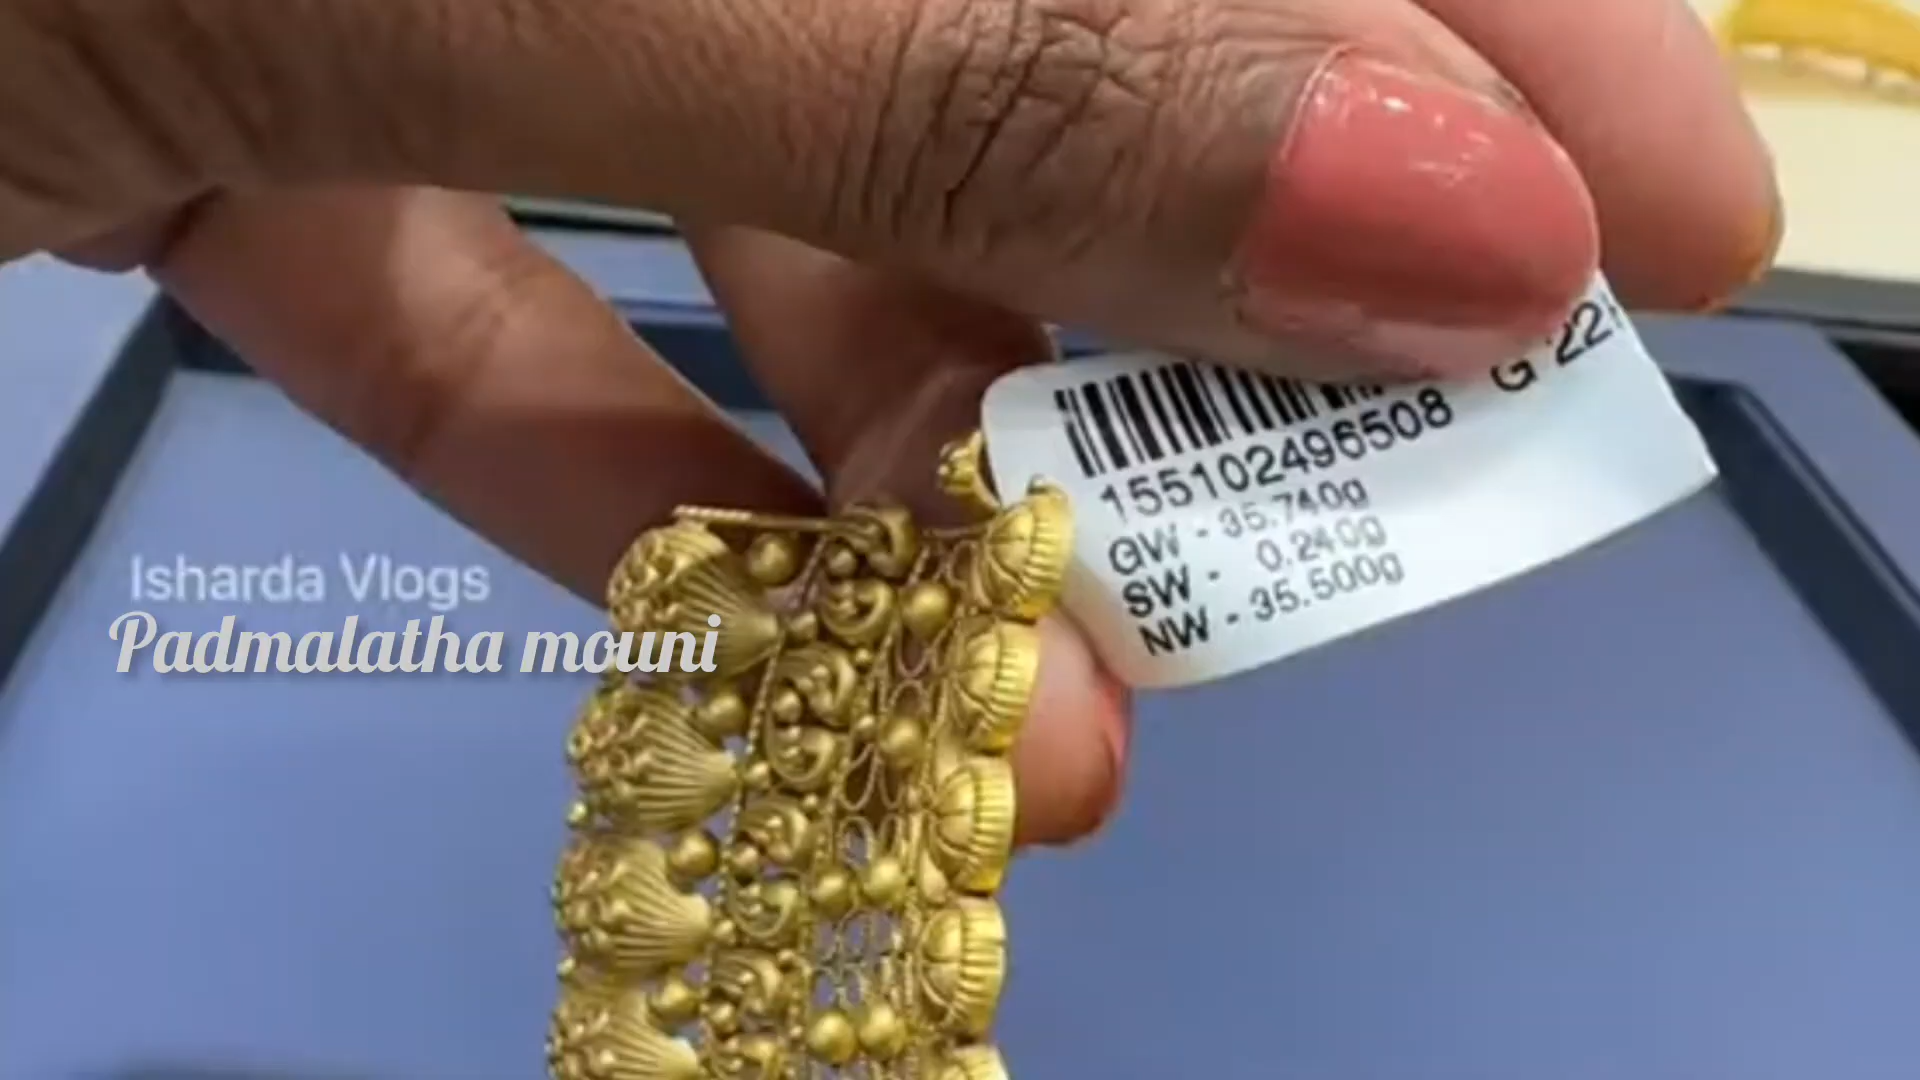 G 22
155102496508
GW - 35.740g
SW - 0.240g
NW - 35.500g
Isharda Vlogs
Padmalatha mouni